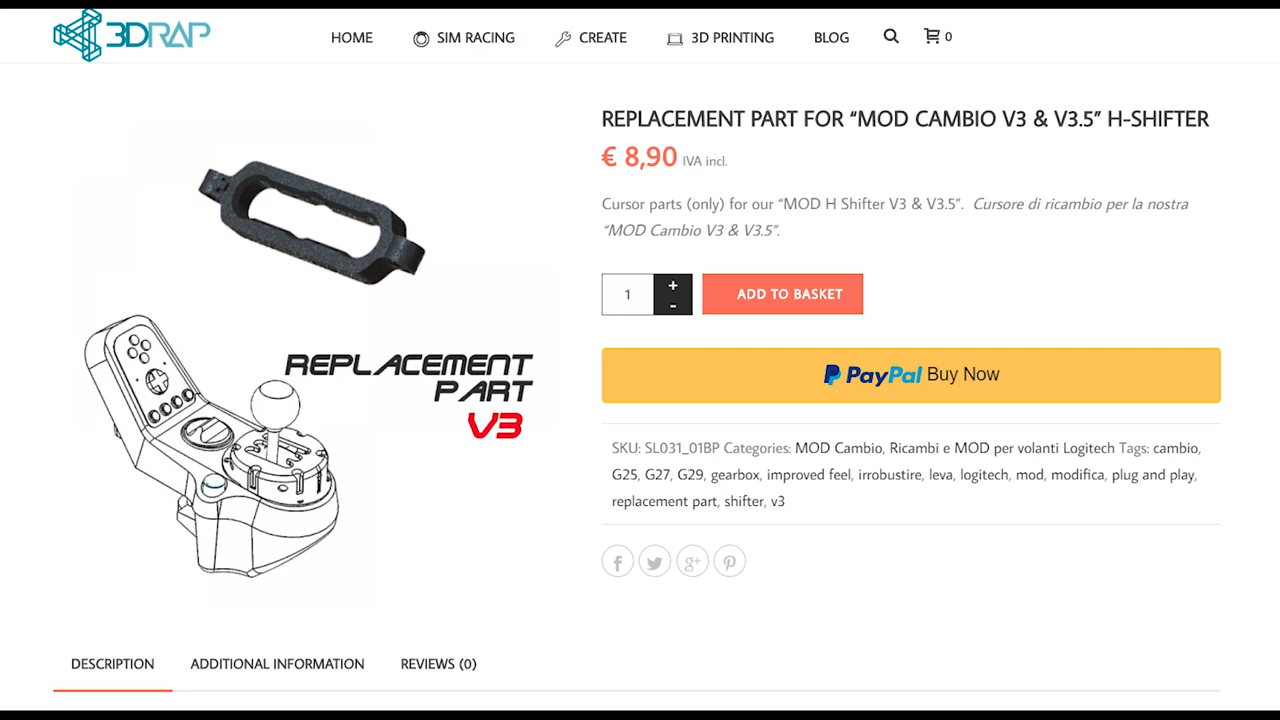 3DRAP
HOME
SIM RACING
CREATE
3D PRINTING
BLOG
0
REPLACEMENT
PART
V3
REPLACEMENT PART FOR “MOD CAMBIO V3 & V3.5” H-SHIFTER
€ 8,90 IVA incl.
Cursor parts (only) for our “MOD H Shifter V3 & V3.5”. Cursore di ricambio per la nostra
“MOD Cambio V3 & V3.5”.
1
+
-
ADD TO BASKET
PayPal Buy Now
SKU: SL031_01BP Categories: MOD Cambio, Ricambi e MOD per volanti Logitech Tags: cambio,
G25, G27, G29, gearbox, improved feel, irrobustire, leva, logitech, mod, modifica, plug and play,
replacement part, shifter, v3
DESCRIPTION
ADDITIONAL INFORMATION
REVIEWS (0)